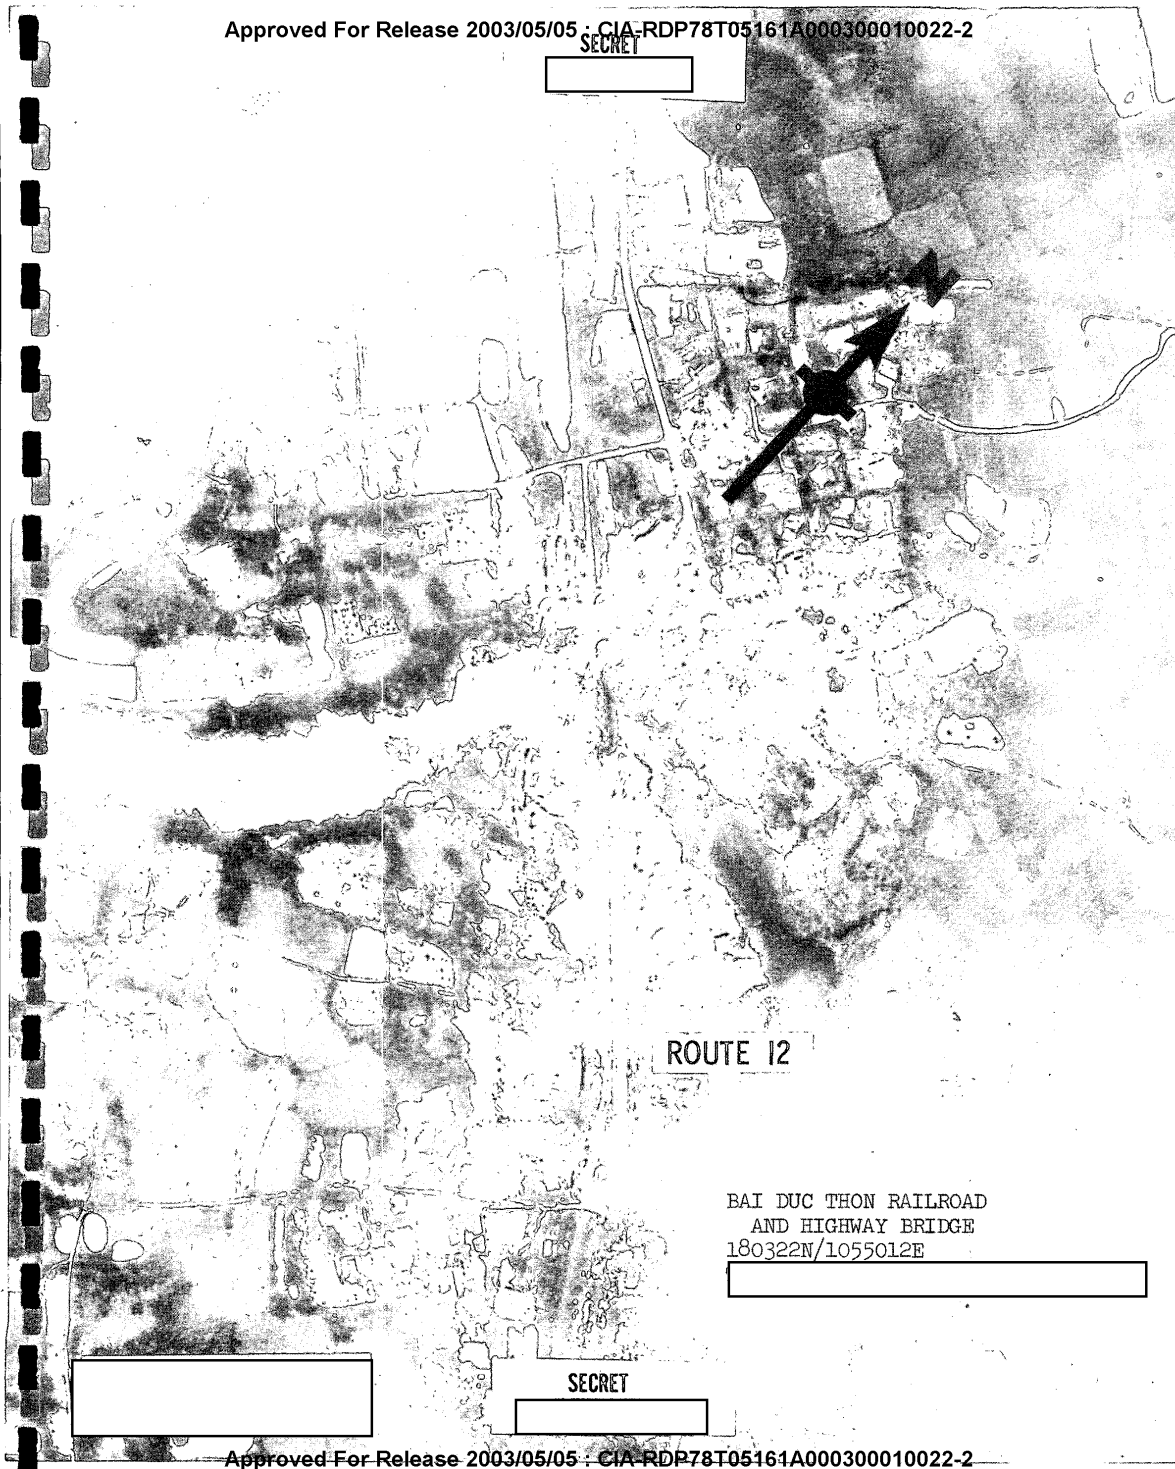 Approved For Release 2003/05/05 : CIA-RDP78T05161A000300010022-2
SECRET
N
ROUTE 12
BAI DUC THON RAILROAD
AND HIGHWAY BRIDGE
180322N/1055012E
SECRET
Approved For Release 2003/05/05 : CIA-RDP78T05161A000300010022-2